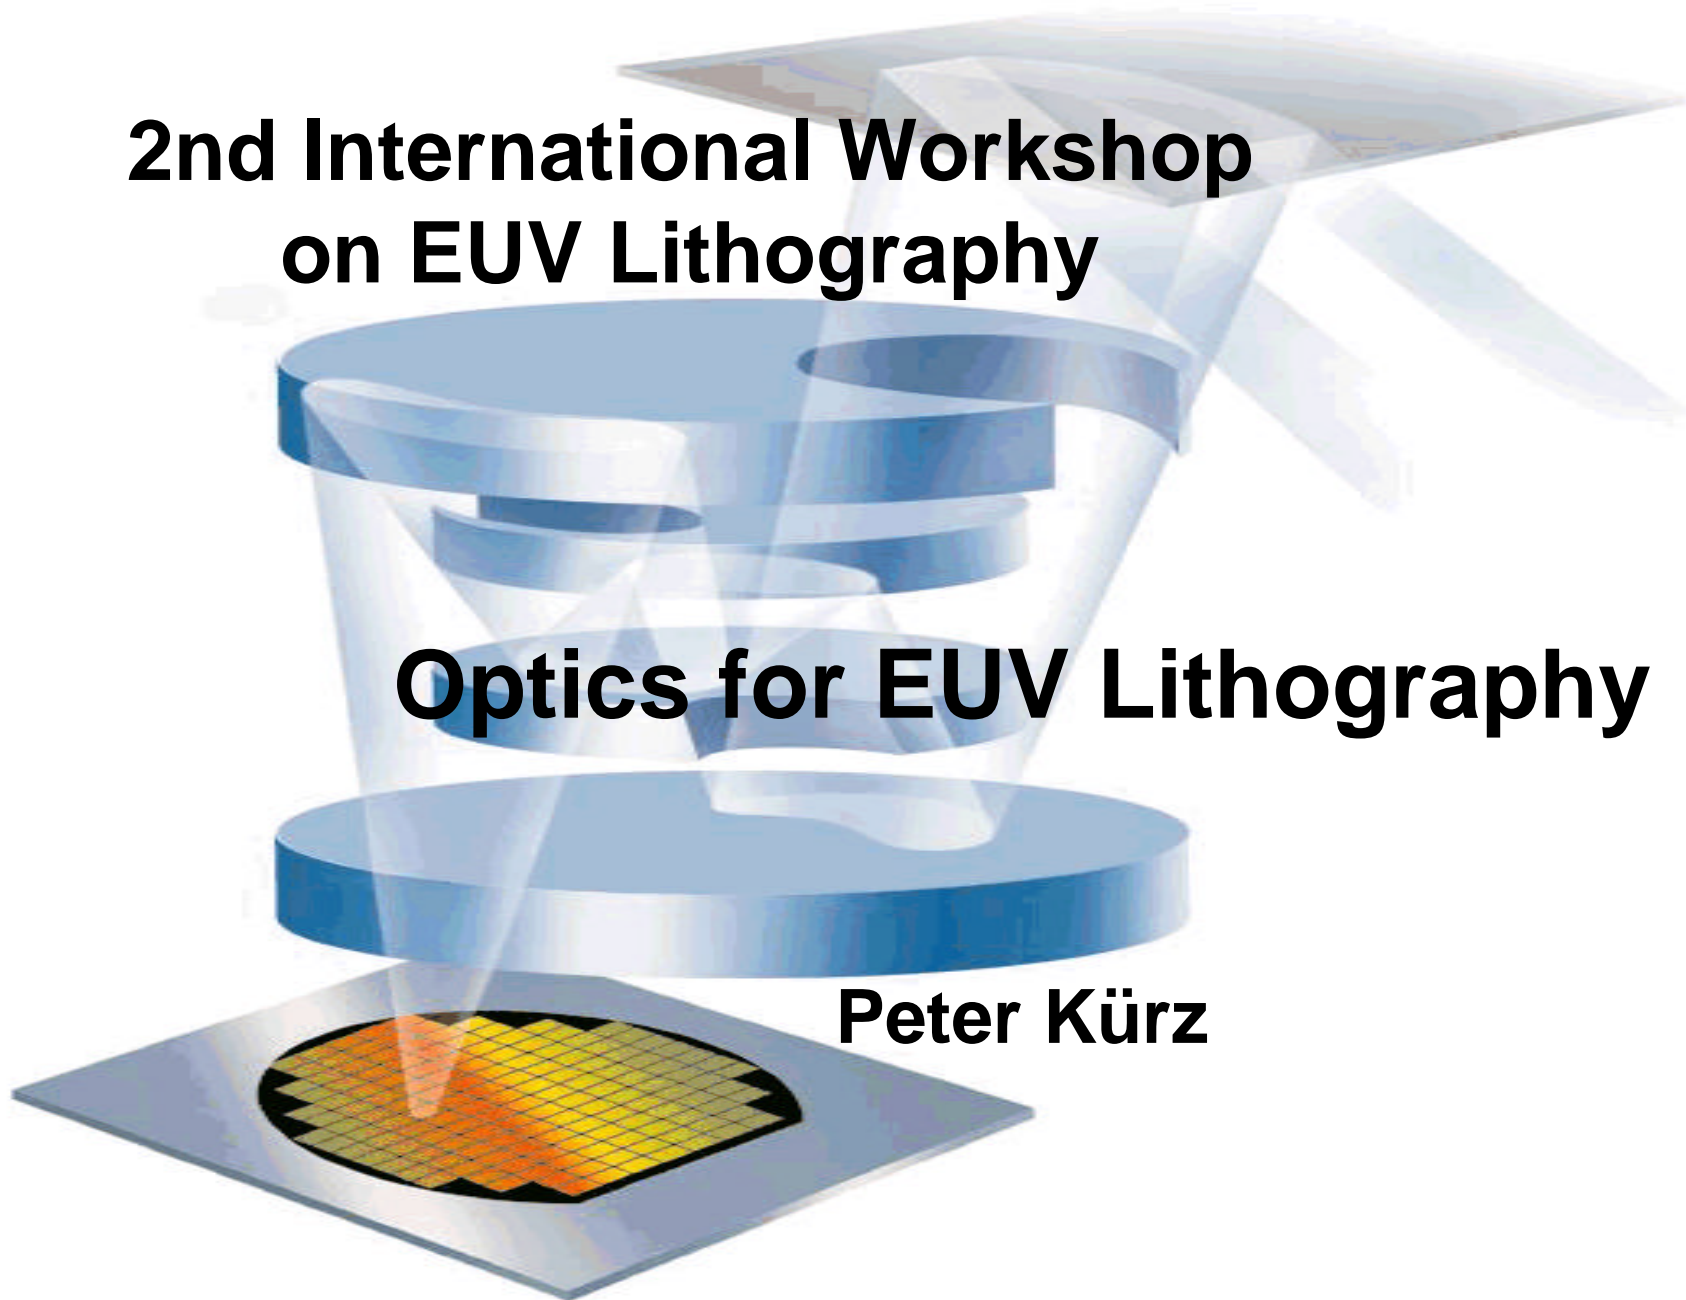 2nd International Workshop
on EUV Lithography
Optics for EUV Lithography
Peter Kürz